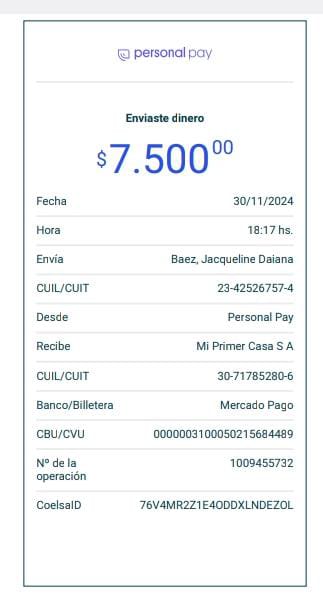 personal pay
Enviaste dinero
$7.500⁰⁰
Fecha 30/11/2024
Hora 18:17 hs.
Envía Baez, Jacqueline Daiana
CUIL/CUIT 23-42526757-4
Desde Personal Pay
Recibe Mi Primer Casa S A
CUIL/CUIT 30-71785280-6
Banco/Billetera Mercado Pago
CBU/CVU 0000003100050215684489
Nº de la operación 1009455732
CoelsaID 76V4MR2Z1E4ODDXLNDEZOL